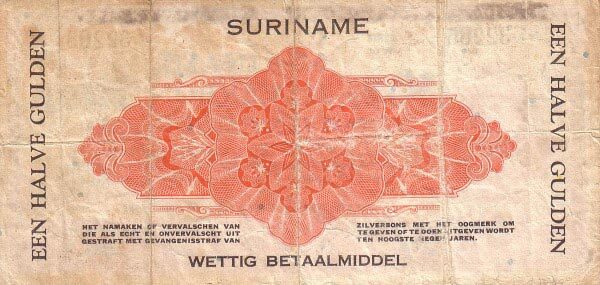 SURINAME
EEN HALVE GULDEN
EEN HALVE GULDEN
HET NAMAKEN OF VERVALSCHEN VAN
DIE ALS ECHT EN ONVERVALSCHT UIT
GESTRAFT MET GEVANGENISSTRAF VAN
ZILVERBONS MET HET OOGMERK OM
TE GEVEN OF TE DOEN UITGEVEN WORDT
TEN HOOGSTE NEGEN JAREN.
WETTIG BETAALMIDDEL